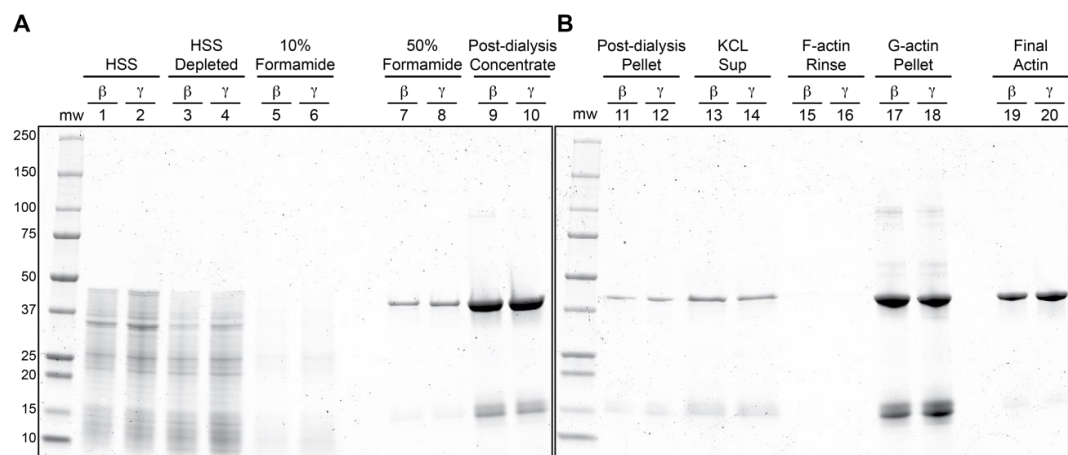 A
B
HSS
HSS
Depleted
10%
Formamide
50%
Formamide
Post-dialysis
Concentrate
Post-dialysis
Pellet
KCL
Sup
F-actin
Rinse
G-actin
Pellet
Final
Actin
β γ β γ β γ β γ β γ β γ β γ β γ β γ β γ
mw 1 2 3 4 5 6 7 8 9 10 mw 11 12 13 14 15 16 17 18 19 20
250
150
100
75
50
37
25
20
15
10